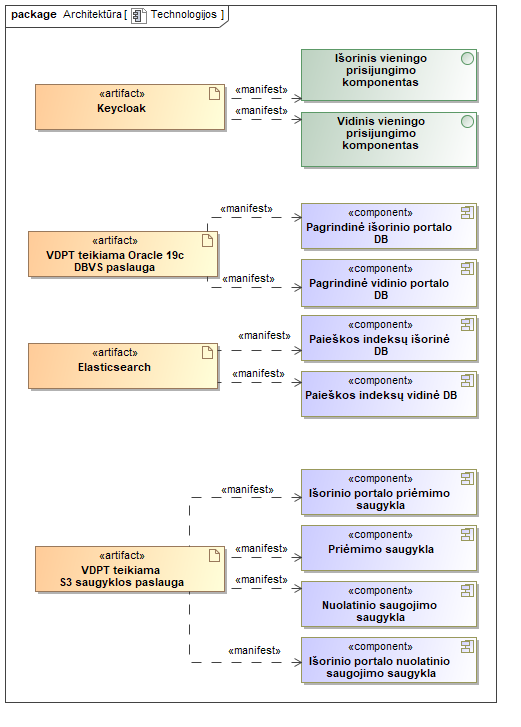 package Architektūra [ Technologijos ]
«artifact»
Keycloak
«manifest»
«manifest»
Išorinis vieningo
prisijungimo
komponentas
Vidinis vieningo
prisijungimo
komponentas
«artifact»
VDPT teikiama Oracle 19c
DBVS paslauga
«manifest»
«manifest»
«component»
Pagrindinė išorinio portalo
DB
«component»
Pagrindinė vidinio portalo
DB
«artifact»
Elasticsearch
«manifest»
«manifest»
«component»
Paieškos indeksų išorinė
DB
«component»
Paieškos indeksų vidinė DB
«artifact»
VDPT teikiama
S3 saugyklos paslauga
«manifest»
«manifest»
«manifest»
«manifest»
«component»
Išorinio portalo priėmimo
saugykla
«component»
Priėmimo saugykla
«component»
Nuolatinio saugojimo
saugykla
«component»
Išorinio portalo nuolatinio
saugojimo saugykla